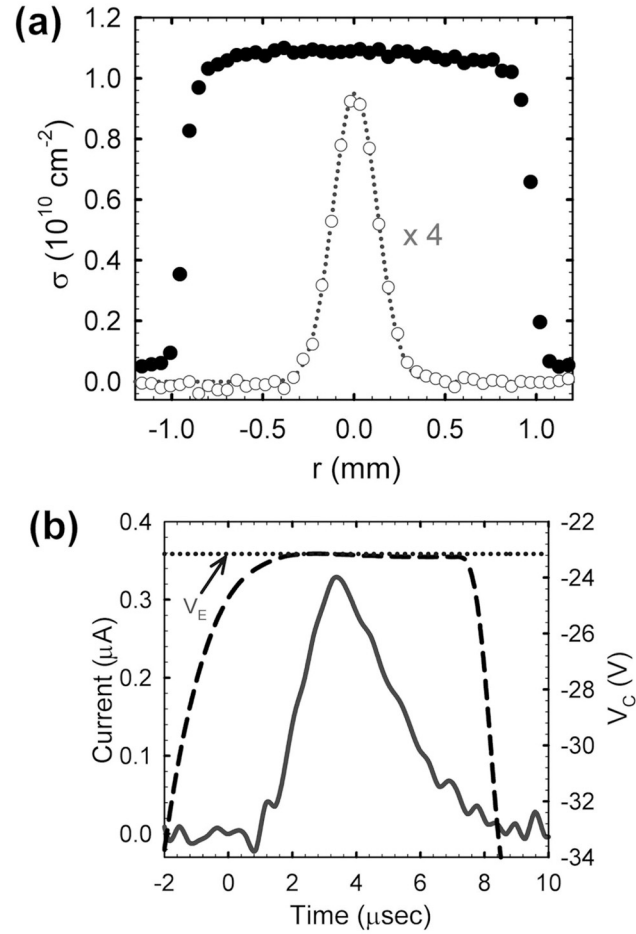 (a)
1.2
1.0
0.8
0.6
0.4
0.2
0.0
σ (10^10 cm^-2)
x 4
-1.0 -0.5 0.0 0.5 1.0
r (mm)
(b)
0.4
0.3
0.2
0.1
0.0
Current (μA)
V_E
-22
-24
-26
-28
-30
-32
-34
V_C (V)
-2 0 2 4 6 8 10
Time (μsec)